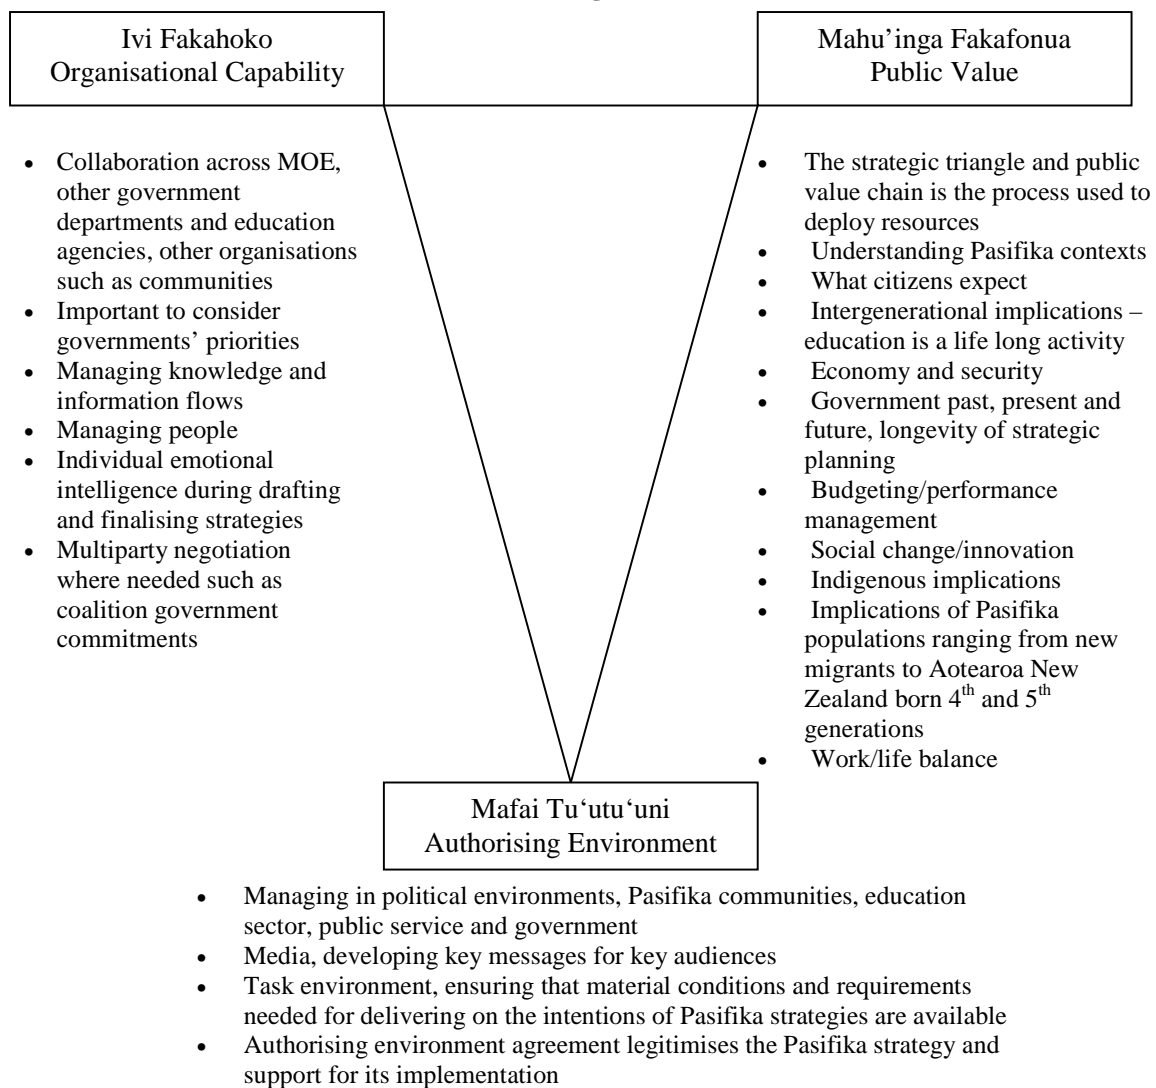 Ivi Fakahoko
Organisational Capability
Mahu’inga Fakafonua
Public Value
• Collaboration across MOE,
other government
departments and education
agencies, other organisations
such as communities
• Important to consider
governments’ priorities
• Managing knowledge and
information flows
• Managing people
• Individual emotional
intelligence during drafting
and finalising strategies
• Multiparty negotiation
where needed such as
coalition government
commitments
• The strategic triangle and public
value chain is the process used to
deploy resources
• Understanding Pasifika contexts
• What citizens expect
• Intergenerational implications –
education is a life long activity
• Economy and security
• Government past, present and
future, longevity of strategic
planning
• Budgeting/performance
management
• Social change/innovation
• Indigenous implications
• Implications of Pasifika
populations ranging from new
migrants to Aotearoa New
Zealand born 4th and 5th
generations
• Work/life balance
Mafai Tu‘utu‘uni
Authorising Environment
• Managing in political environments, Pasifika communities, education
sector, public service and government
• Media, developing key messages for key audiences
• Task environment, ensuring that material conditions and requirements
needed for delivering on the intentions of Pasifika strategies are available
• Authorising environment agreement legitimises the Pasifika strategy and
support for its implementation